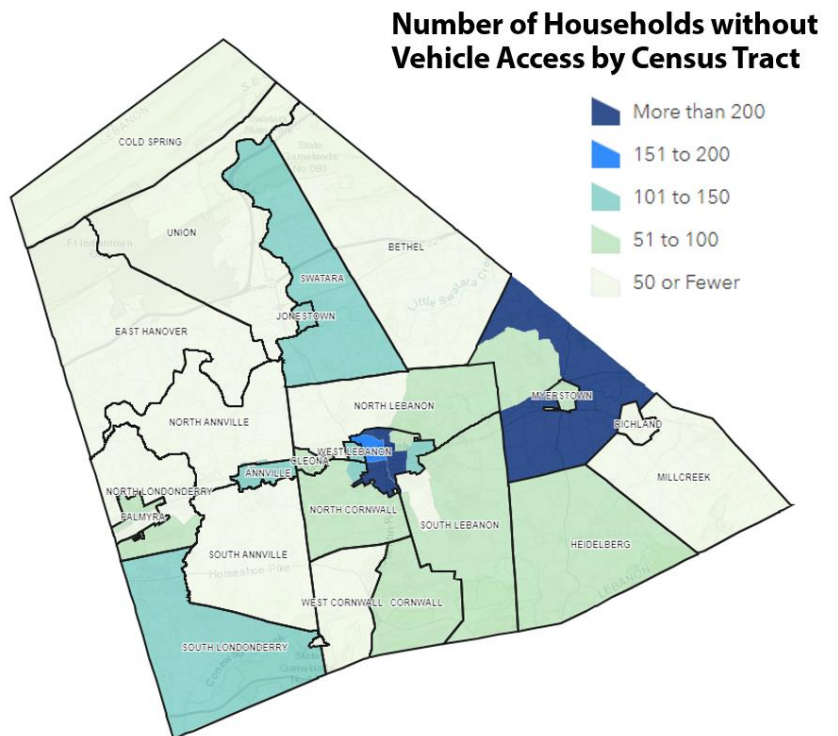 Number of Households without
Vehicle Access by Census Tract
More than 200
151 to 200
101 to 150
51 to 100
50 or Fewer
COLD SPRING
UNION
BETHEL
SWATARA
JONESTOWN
EAST HANOVER
MYERSTOWN
NORTH LEBANON
NORTH ANNVILLE
RICHLAND
WEST LEBANON
CLEONA
ANNVILLE
MILLCREEK
NORTH LONDONDERRY
NORTH CORNWALL
PALMYRA
SOUTH LEBANON
HEIDELBERG
SOUTH ANNVILLE
Horseshoe-Pike
LEBANON
WEST CORNWALL
CORNWALL
SOUTH LONDONDERRY